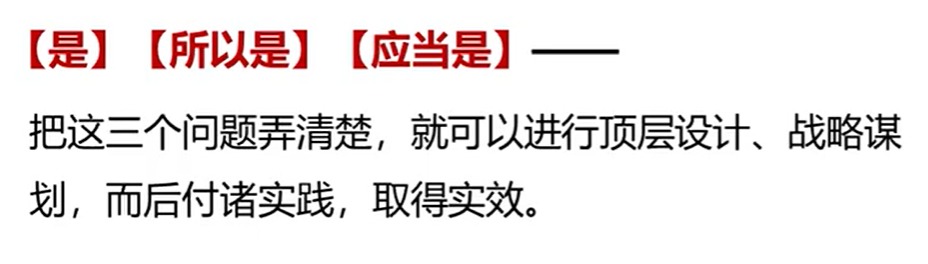 【是】【所以是】【应当是】——
把这三个问题弄清楚，就可以进行顶层设计、战略谋
划，而后付诸实践，取得实效。